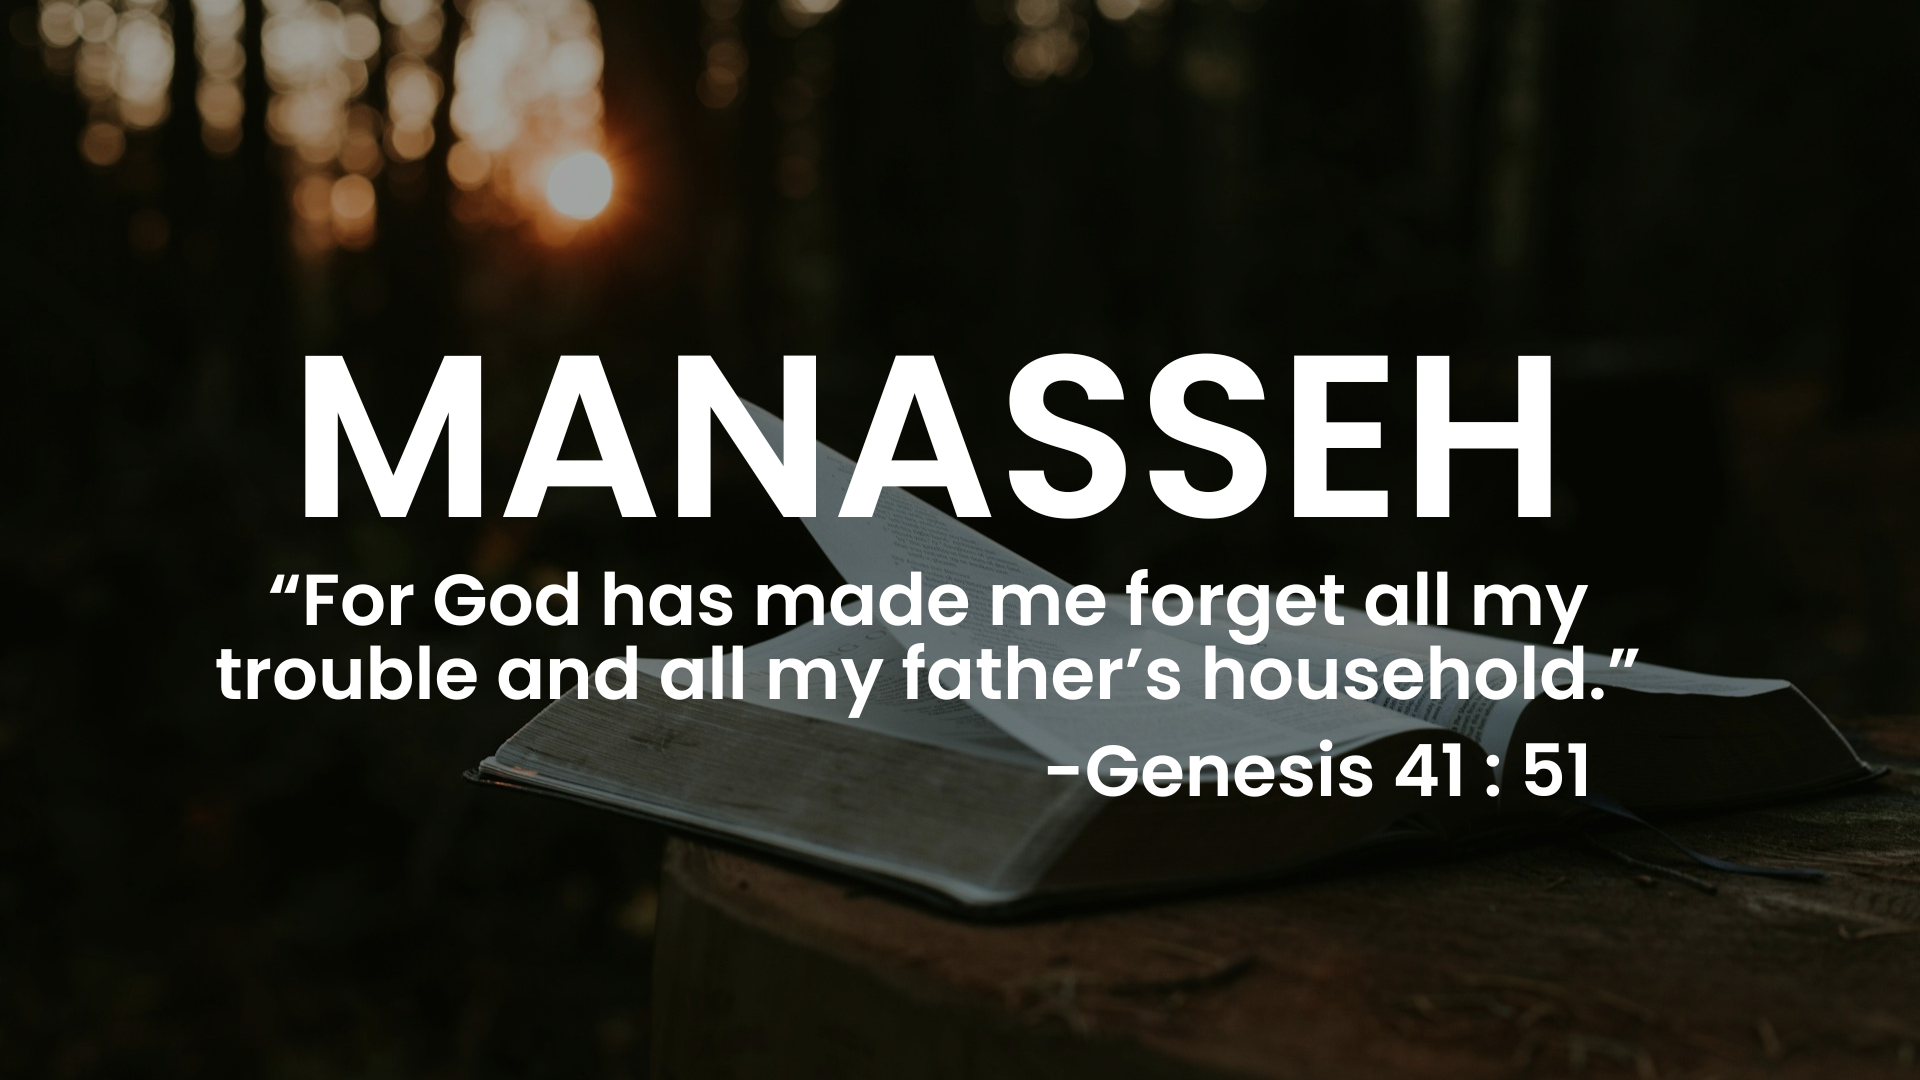 MANASSEH
“For God has made me forget all my
trouble and all my father’s household.”
-Genesis 41 : 51